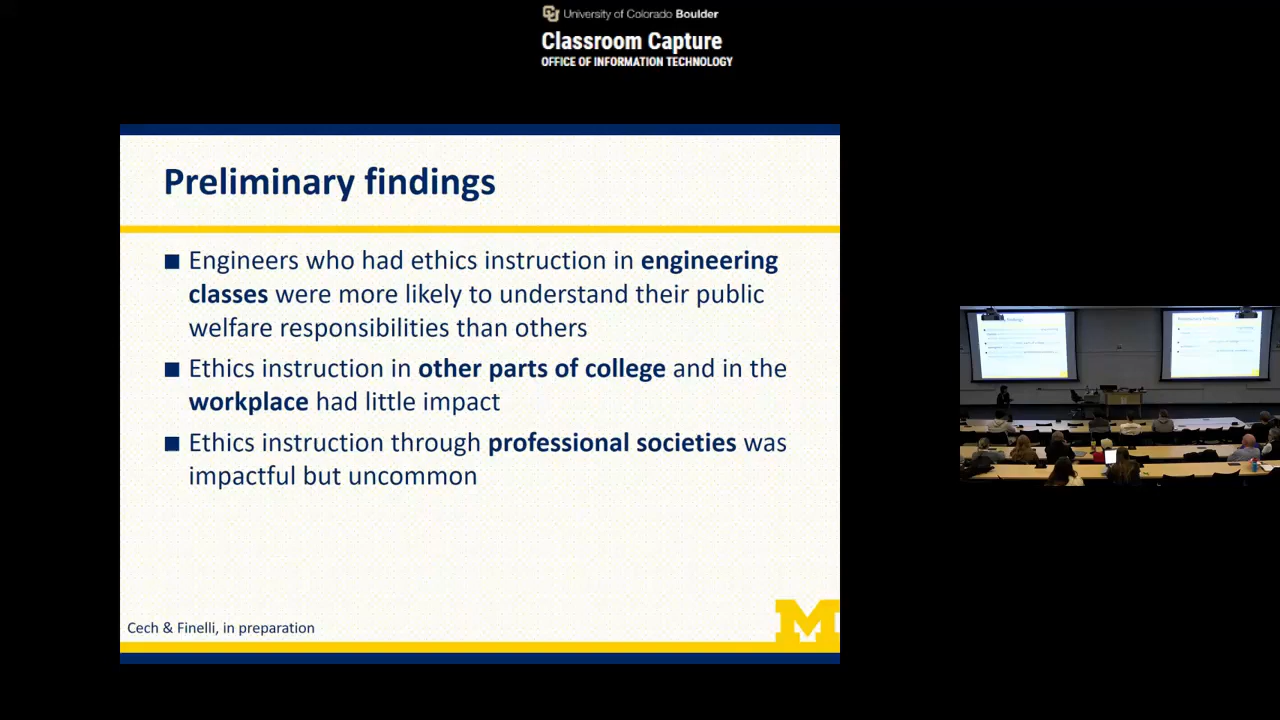 University of Colorado Boulder
Classroom Capture
OFFICE OF INFORMATION TECHNOLOGY
Preliminary findings
■ Engineers who had ethics instruction in engineering
classes were more likely to understand their public
welfare responsibilities than others
■ Ethics instruction in other parts of college and in the
workplace had little impact
■ Ethics instruction through professional societies was
impactful but uncommon
Cech & Finelli, in preparation
M
Preliminary findings